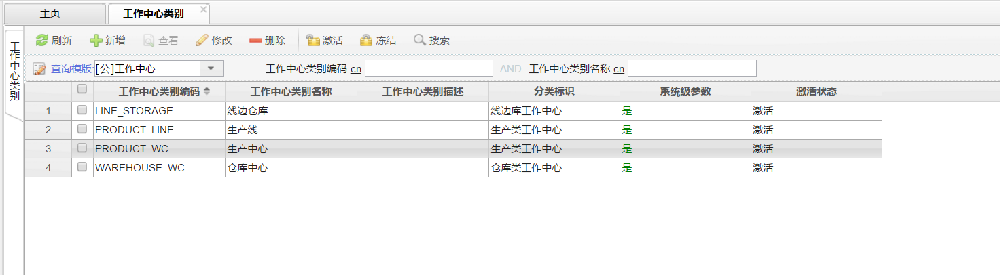 主页 工作中心类别
工作中心类别
刷新 新增 查看 修改 删除 激活 冻结 搜索
查询模版: [公]工作中心 工作中心类别编码 cn AND 工作中心类别名称 cn
工作中心类别编码 工作中心类别名称 工作中心类别描述 分类标识 系统级参数 激活状态
1 LINE_STORAGE 线边仓库 线边库工作中心 是 激活
2 PRODUCT_LINE 生产线 生产类工作中心 是 激活
3 PRODUCT_WC 生产中心 生产类工作中心 是 激活
4 WAREHOUSE_WC 仓库中心 仓库类工作中心 是 激活